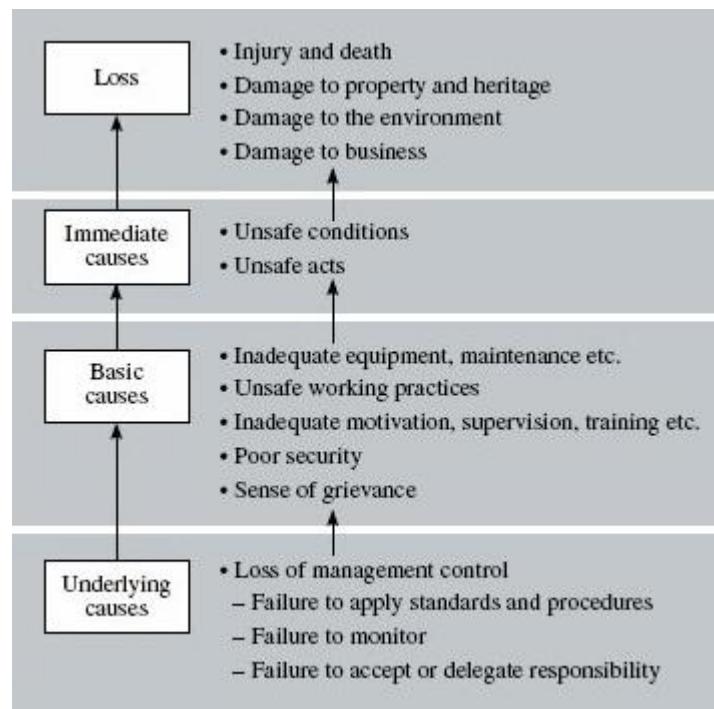 Loss
• Injury and death
• Damage to property and heritage
• Damage to the environment
• Damage to business
Immediate
causes
• Unsafe conditions
• Unsafe acts
Basic
causes
• Inadequate equipment, maintenance etc.
• Unsafe working practices
• Inadequate motivation, supervision, training etc.
• Poor security
• Sense of grievance
Underlying
causes
• Loss of management control
– Failure to apply standards and procedures
– Failure to monitor
– Failure to accept or delegate responsibility